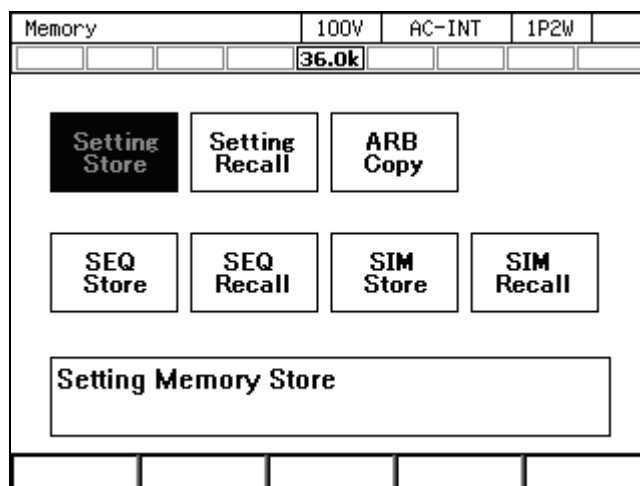 Memory 100V AC-INT 1P2W
36.0k
Setting Store
Setting Recall
ARB Copy
SEQ Store
SEQ Recall
SIM Store
SIM Recall
Setting Memory Store